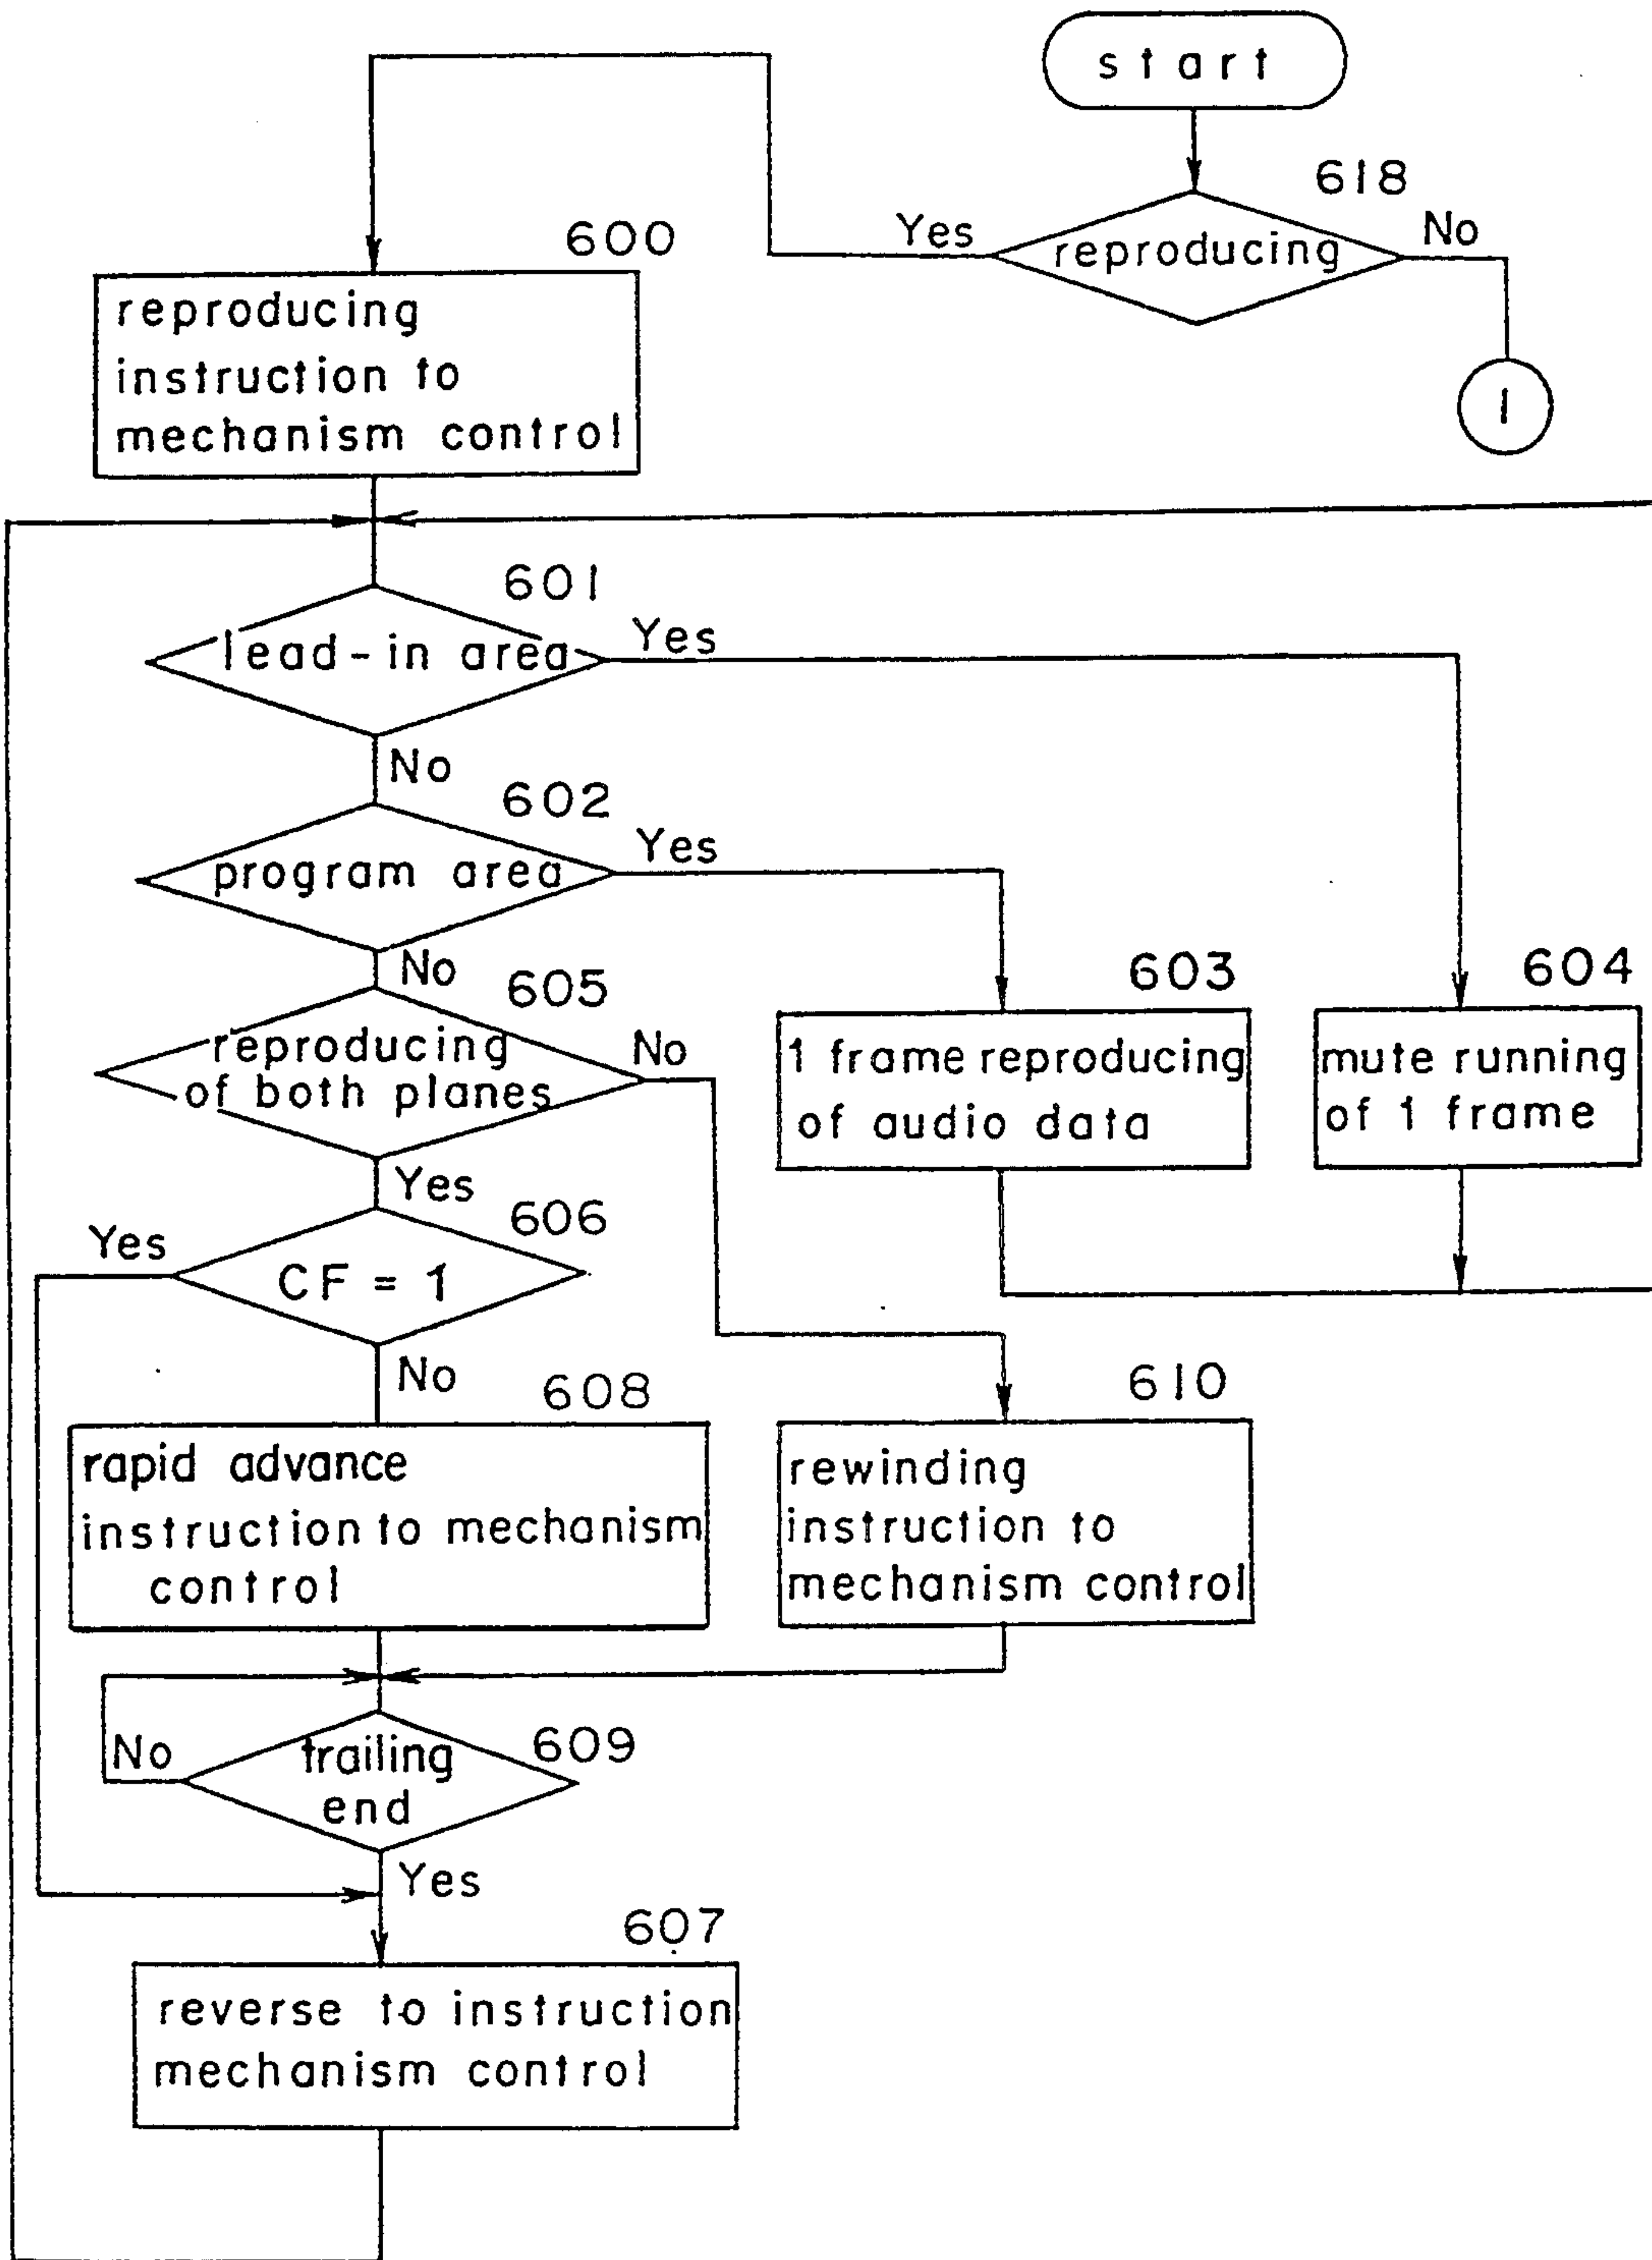 start
618
Yes
reproducing
No
1
600
reproducing
instruction to
mechanism control
601
lead-in area
Yes
No
602
program area
Yes
No
605
reproducing
of both planes
No
603
1 frame reproducing
of audio data
604
mute running
of 1 frame
Yes
606
Yes
CF = 1
No
608
rapid advance
instruction to mechanism
control
610
rewinding
instruction to
mechanism control
609
No
trailing
end
Yes
607
reverse to instruction
mechanism control